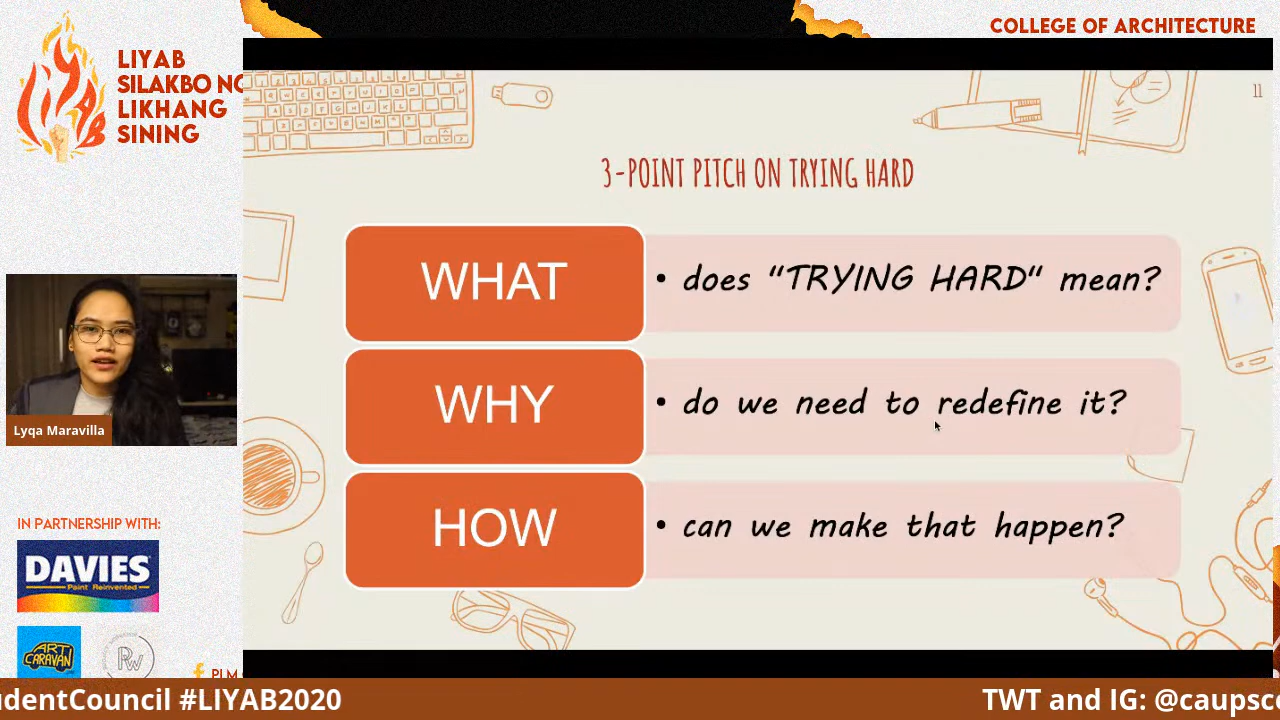 LIYAB
SILAKBO NG
LIKHANG
SINING
COLLEGE OF ARCHITECTURE
11
3-POINT PITCH ON TRYING HARD
WHAT
• does "TRYING HARD" mean?
WHY
• do we need to redefine it?
HOW
• can we make that happen?
Lyqa Maravilla
IN PARTNERSHIP WITH:
DAVIES
Paint Reinvented
ART
CARAVAN
PW
PLM
udentCouncil #LIYAB2020
TWT and IG: @caupsc